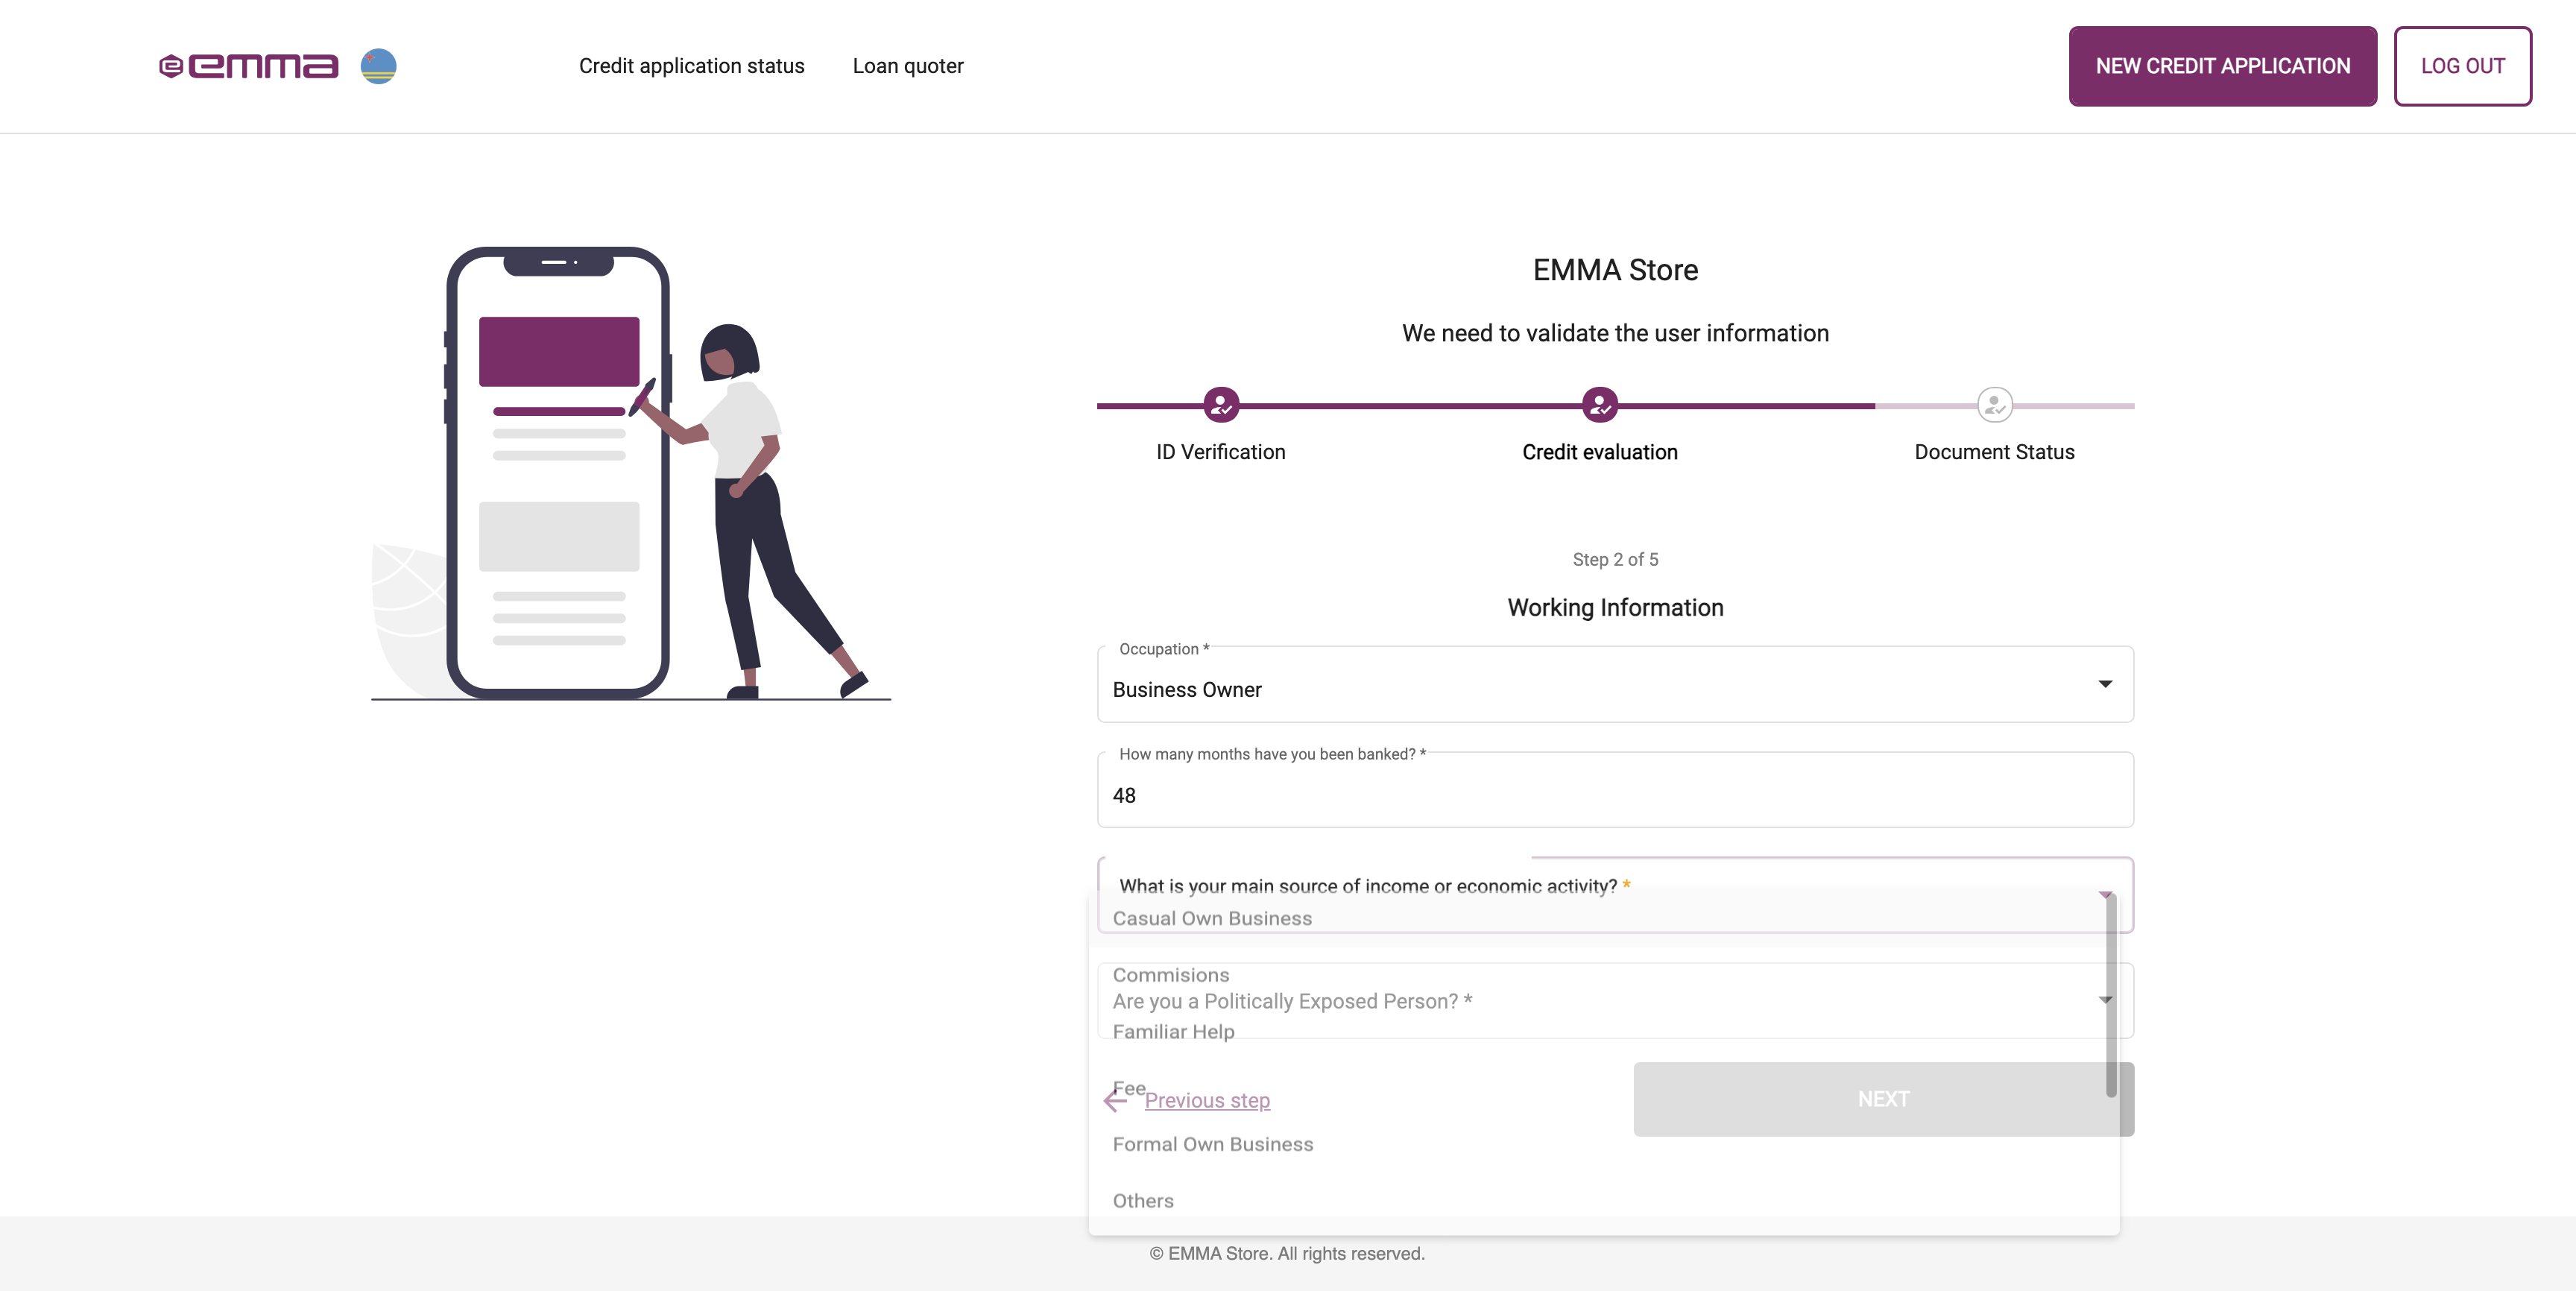 emma
Credit application status
Loan quoter
NEW CREDIT APPLICATION
LOG OUT
EMMA Store
We need to validate the user information
ID Verification
Credit evaluation
Document Status
Step 2 of 5
Working Information
Occupation *
Business Owner
How many months have you been banked? *
48
What is your main source of income or economic activity? *
Casual Own Business
Commisions
Are you a Politically Exposed Person? *
Familiar Help
Fee
Previous step
NEXT
Formal Own Business
Others
© EMMA Store. All rights reserved.